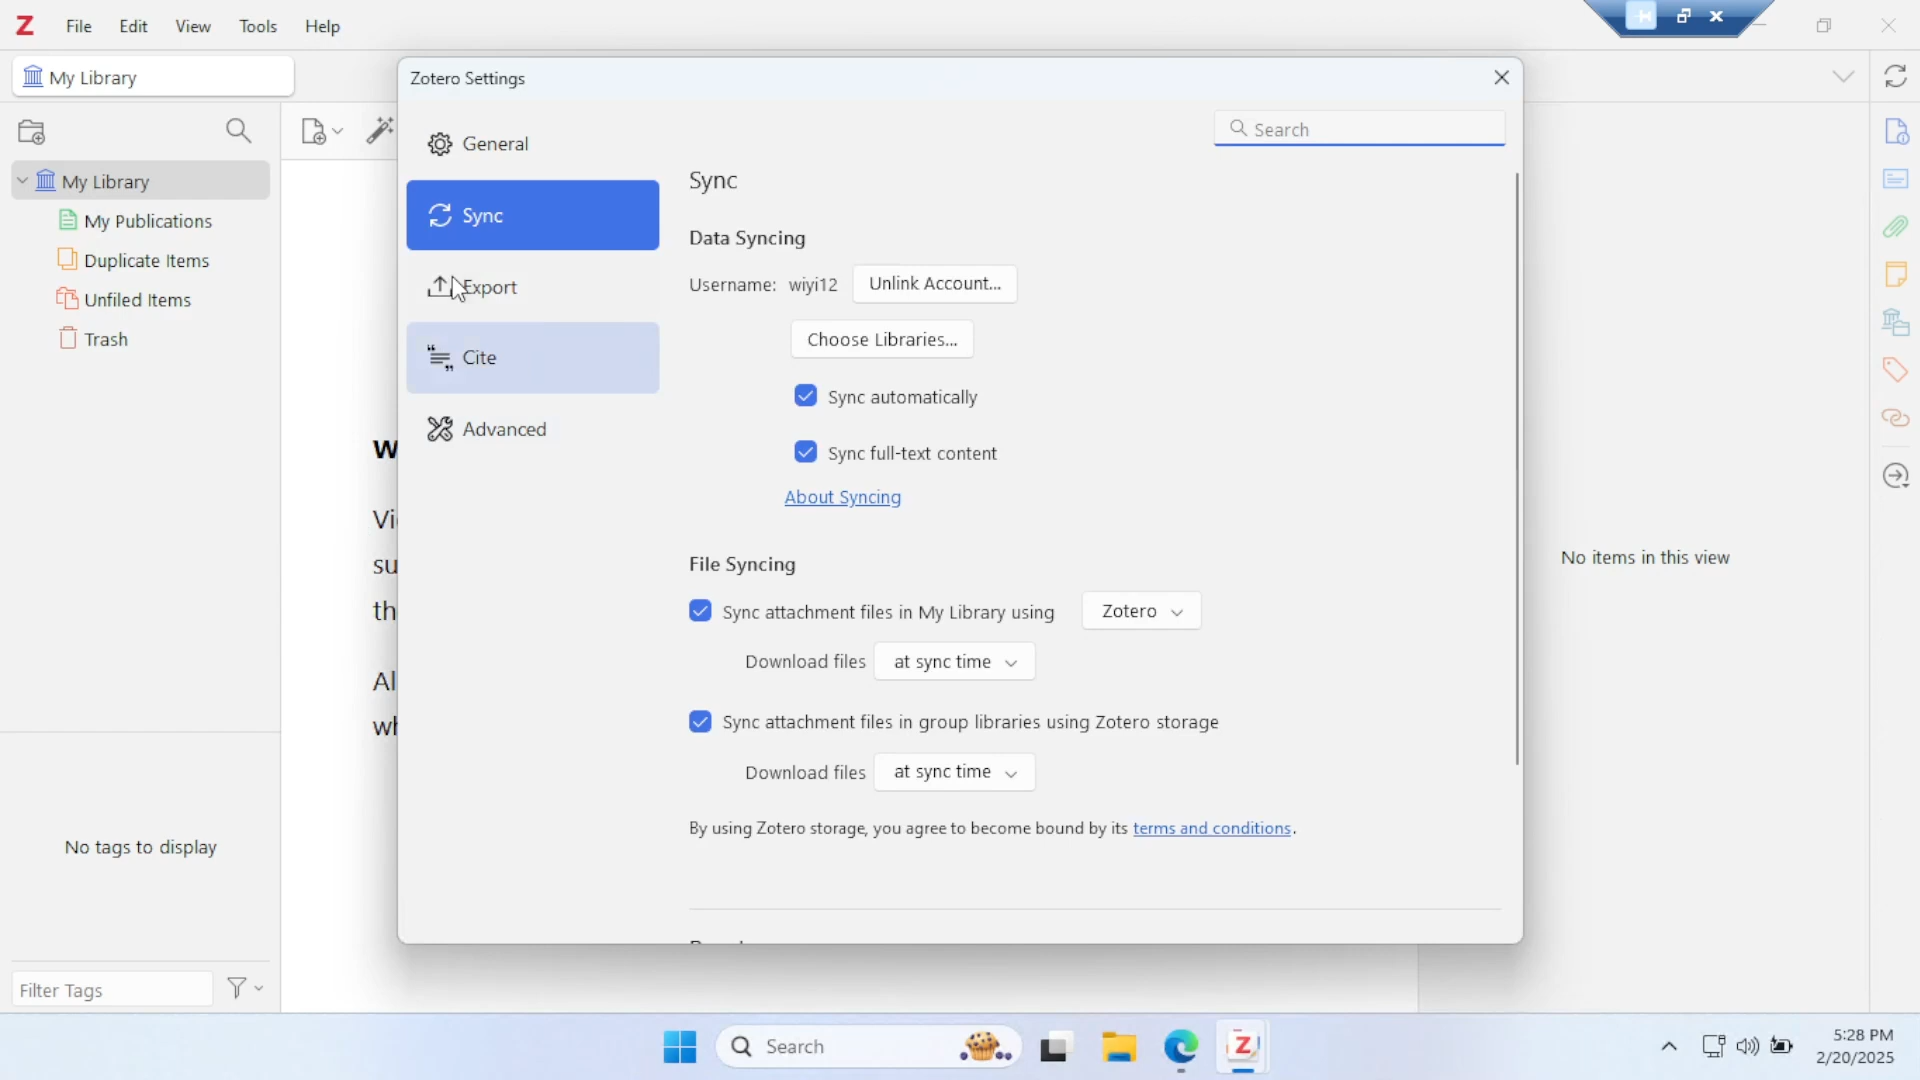 Z File Edit View Tools Help
My Library
Zotero Settings
General
Search
My Library
Sync
Sync
My Publications
Data Syncing
Duplicate Items
Export
Username: wiyi12 Unlink Account...
Unfiled Items
Choose Libraries...
Trash
Cite
Sync automatically
Advanced
W
Sync full-text content
About Syncing
Vi
su
File Syncing
No items in this view
th
Sync attachment files in My Library using Zotero
Download files at sync time
Al
wh
Sync attachment files in group libraries using Zotero storage
Download files at sync time
By using Zotero storage, you agree to become bound by its terms and conditions.
No tags to display
Filter Tags
Search
Z
5:28 PM
2/20/2025